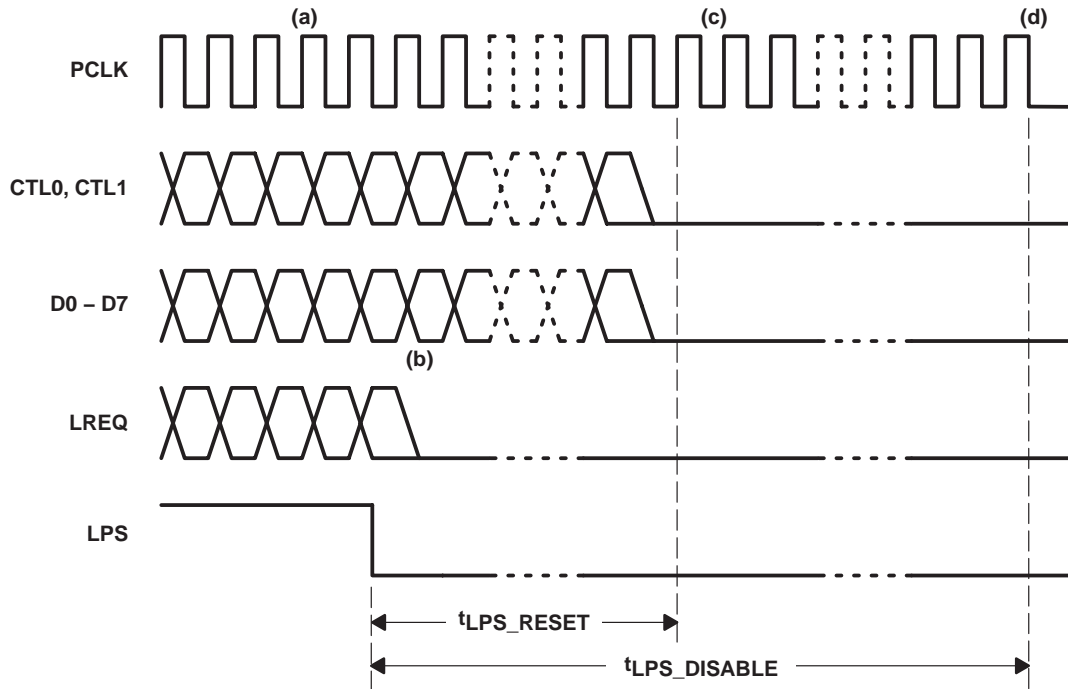 (a) (c) (d)
PCLK
CTL0, CTL1
D0 – D7
(b)
LREQ
LPS
tLPS_RESET
tLPS_DISABLE